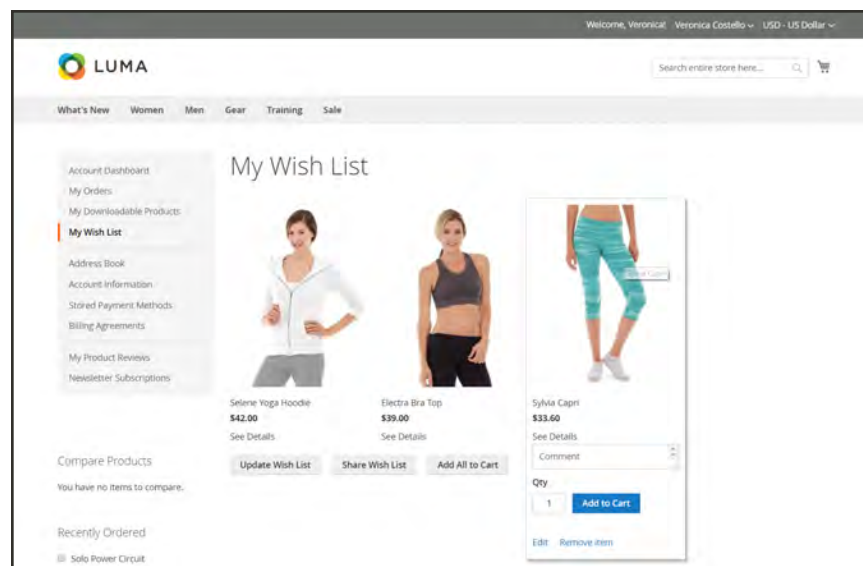 Welcome, Veronica! Veronica Costello USD - US Dollar
LUMA
Search entire store here...
What's New Women Men Gear Training Sale
My Wish List
Account Dashboard
My Orders
My Downloadable Products
My Wish List
Address Book
Account Information
Stored Payment Methods
Billing Agreements
My Product Reviews
Newsletter Subscriptions
Compare Products
You have no items to compare.
Recently Ordered
Solo Power Circuit
Selene Yoga Hoodie
$42.00
See Details
Electra Bra Top
$39.00
See Details
Sylvia Capri
Sylvia Capri
$33.60
See Details
Comment
Qty
1 Add to Cart
Edit Remove item
Update Wish List Share Wish List Add All to Cart